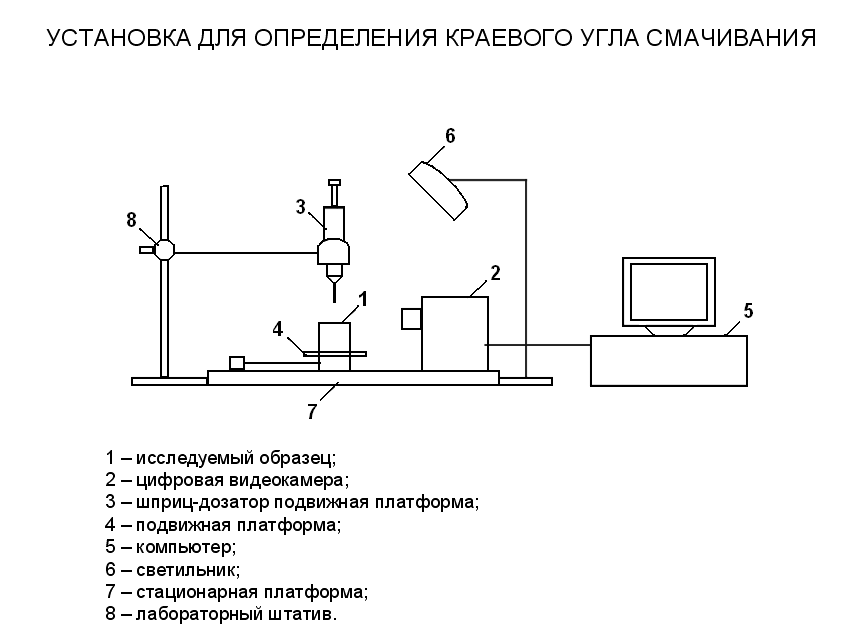 УСТАНОВКА ДЛЯ ОПРЕДЕЛЕНИЯ КРАЕВОГО УГЛА СМАЧИВАНИЯ
6
3
8
2
1
5
4
7
1 – исследуемый образец;
2 – цифровая видеокамера;
3 – шприц-дозатор подвижная платформа;
4 – подвижная платформа;
5 – компьютер;
6 – светильник;
7 – стационарная платформа;
8 – лабораторный штатив.